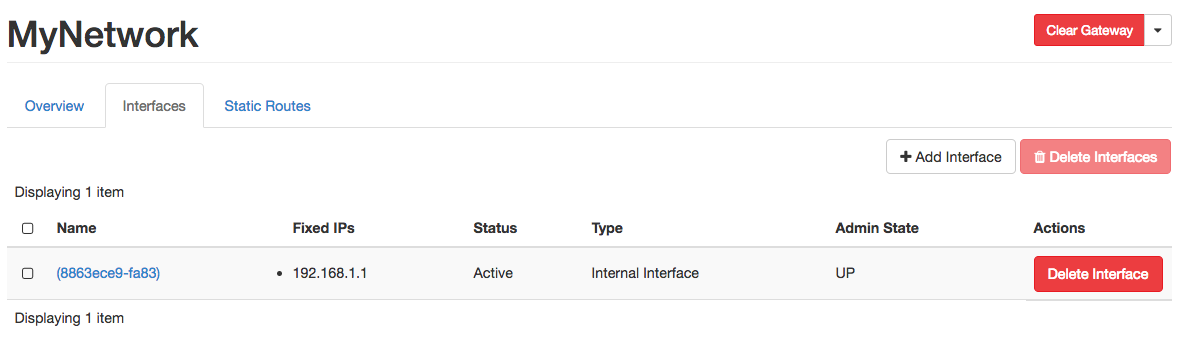 MyNetwork
Clear Gateway
Overview Interfaces Static Routes
Add Interface Delete Interfaces
Displaying 1 item
Name Fixed IPs Status Type Admin State Actions
(8863ece9-fa83) 192.168.1.1 Active Internal Interface UP Delete Interface
Displaying 1 item